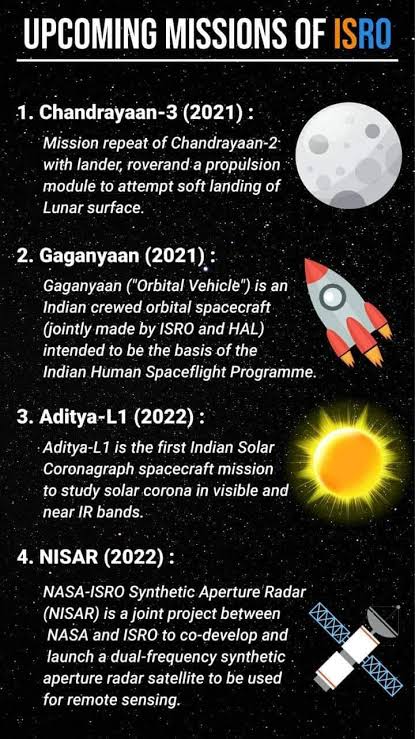 UPCOMING MISSIONS OF ISRO
1. Chandrayaan-3 (2021) :
Mission repeat of Chandrayaan-2
with lander, roverand a propulsion
module to attempt soft landing of
Lunar surface.
2. Gaganyaan (2021) :
Gaganyaan ("Orbital Vehicle") is an
Indian crewed orbital spacecraft
(jointly made by ISRO and HAL)
intended to be the basis of the
Indian Human Spaceflight Programme.
3. Aditya-L1 (2022) :
Aditya-L1 is the first Indian Solar
Coronagraph spacecraft mission
to study solar corona in visible and
near IR bands.
4. NISAR (2022) :
NASA-ISRO Synthetic Aperture Radar
(NISAR) is a joint project between
NASA and ISRO to co-develop and
launch a dual-frequency synthetic
aperture radar satellite to be used
for remote sensing.